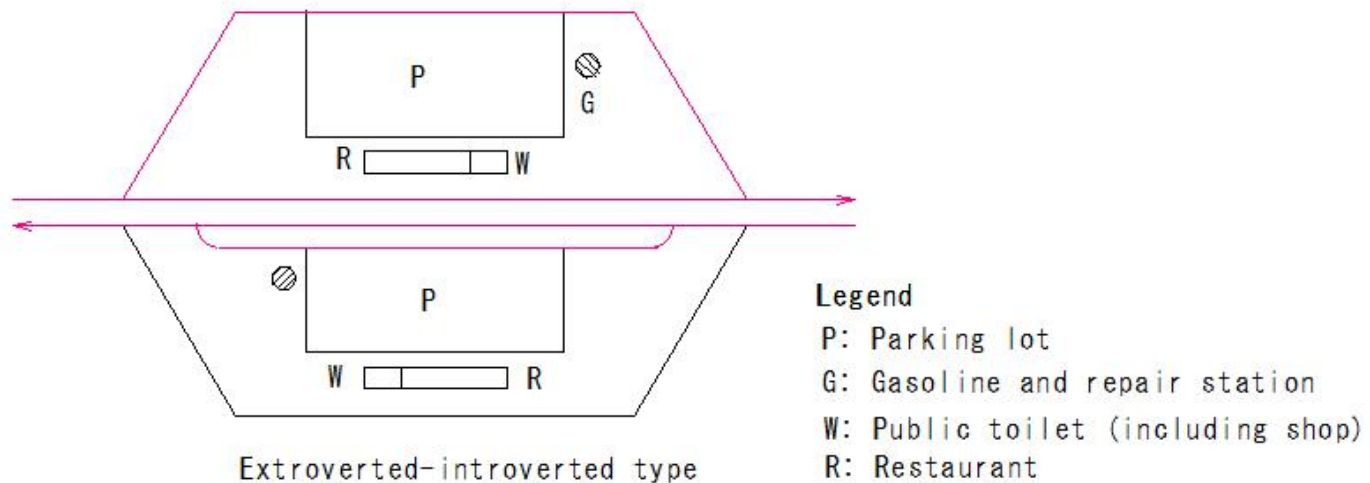 P
G
R
W
P
W
R
Legend
P: Parking lot
G: Gasoline and repair station
W: Public toilet (including shop)
R: Restaurant
Extroverted-introverted type